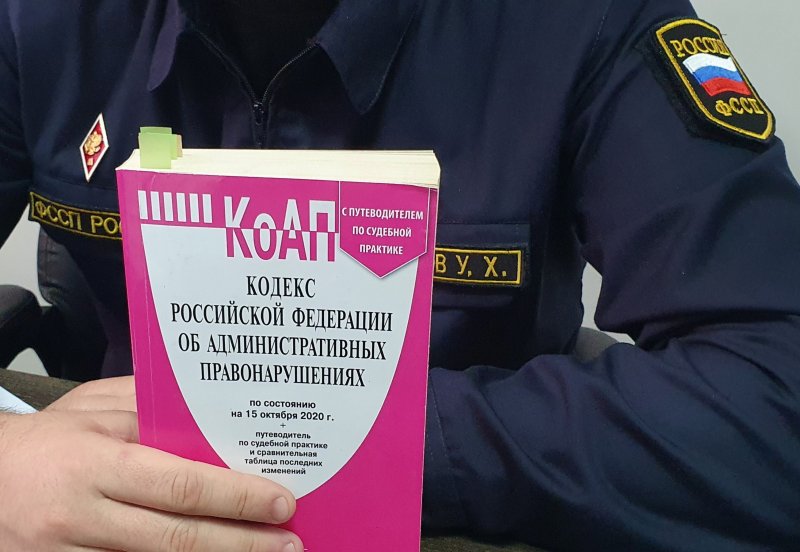 РОССИЯ
ФССП
ФССП РОС
В У. Х.
КоАП
С ПУТЕВОДИТЕЛЕМ
ПО СУДЕБНОЙ
ПРАКТИКЕ
КОДЕКС
РОССИЙСКОЙ ФЕДЕРАЦИИ
ОБ АДМИНИСТРАТИВНЫХ
ПРАВОНАРУШЕНИЯХ
по состоянию
на 15 октября 2020 г.
+
путеводитель
по судебной практике
и сравнительная
таблица последних
изменений